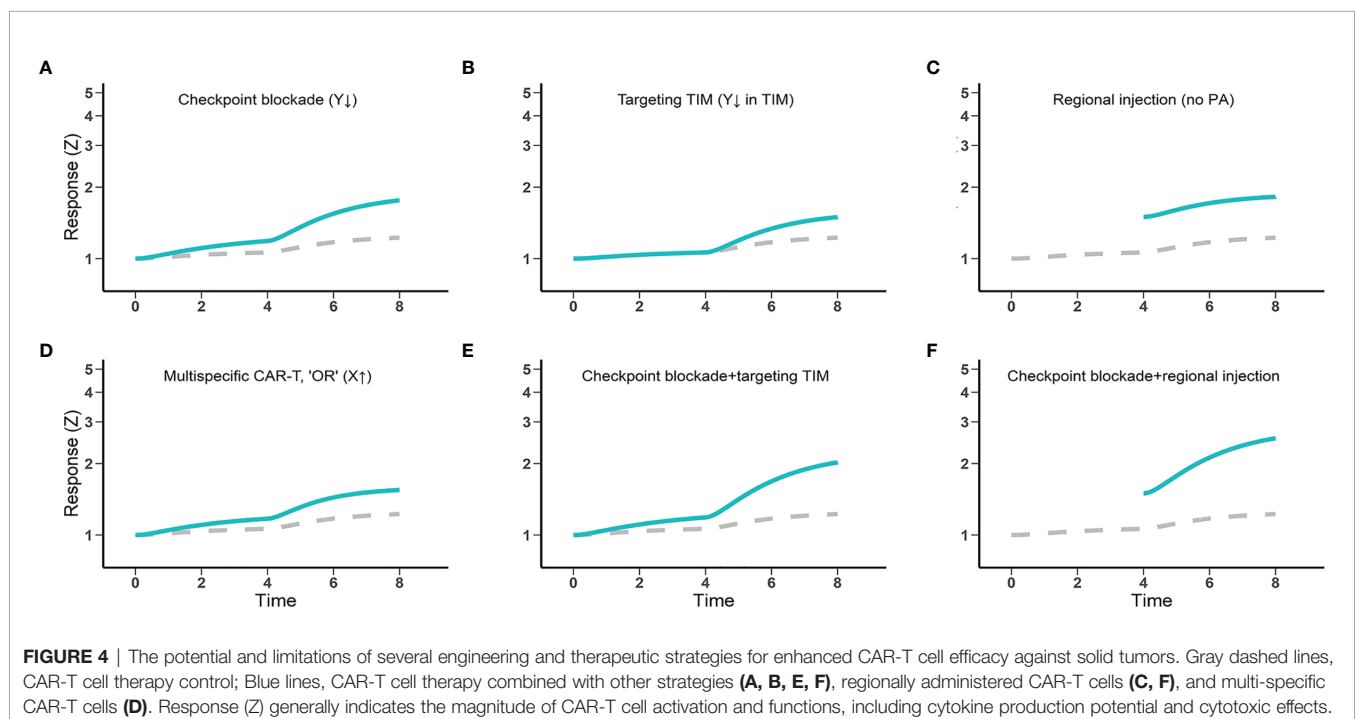 A
B
C
Checkpoint blockade (Y↓)
Targeting TIM (Y↓ in TIM)
Regional injection (no PA)
Response (Z)
5
4
3
2
1
0 2 4 6 8
5
4
3
2
1
0 2 4 6 8
5
4
3
2
1
0 2 4 6 8
D
E
F
Multispecific CAR-T, 'OR' (X↑)
Checkpoint blockade+targeting TIM
Checkpoint blockade+regional injection
Response (Z)
5
4
3
2
1
0 2 4 6 8
Time
5
4
3
2
1
0 2 4 6 8
Time
5
4
3
2
1
0 2 4 6 8
Time
FIGURE 4 | The potential and limitations of several engineering and therapeutic strategies for enhanced CAR-T cell efficacy against solid tumors. Gray dashed lines,
CAR-T cell therapy control; Blue lines, CAR-T cell therapy combined with other strategies (A, B, E, F), regionally administered CAR-T cells (C, F), and multi-specific
CAR-T cells (D). Response (Z) generally indicates the magnitude of CAR-T cell activation and functions, including cytokine production potential and cytotoxic effects.